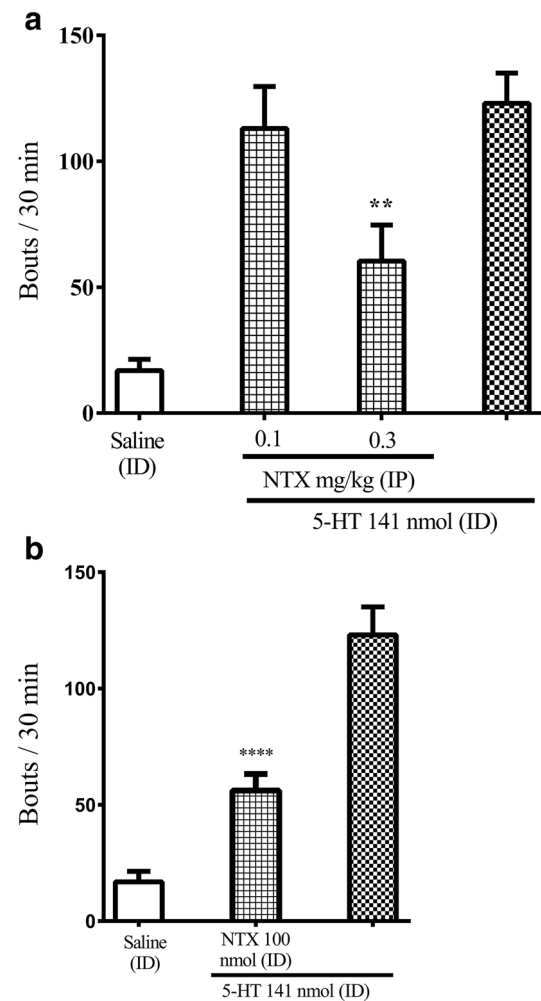 a
150
100
50
0
Bouts / 30 min
**
Saline
(ID)
0.1
0.3
NTX mg/kg (IP)
5-HT 141 nmol (ID)
b
150
100
50
0
Bouts / 30 min
****
Saline
(ID)
NTX 100
nmol (ID)
5-HT 141 nmol (ID)